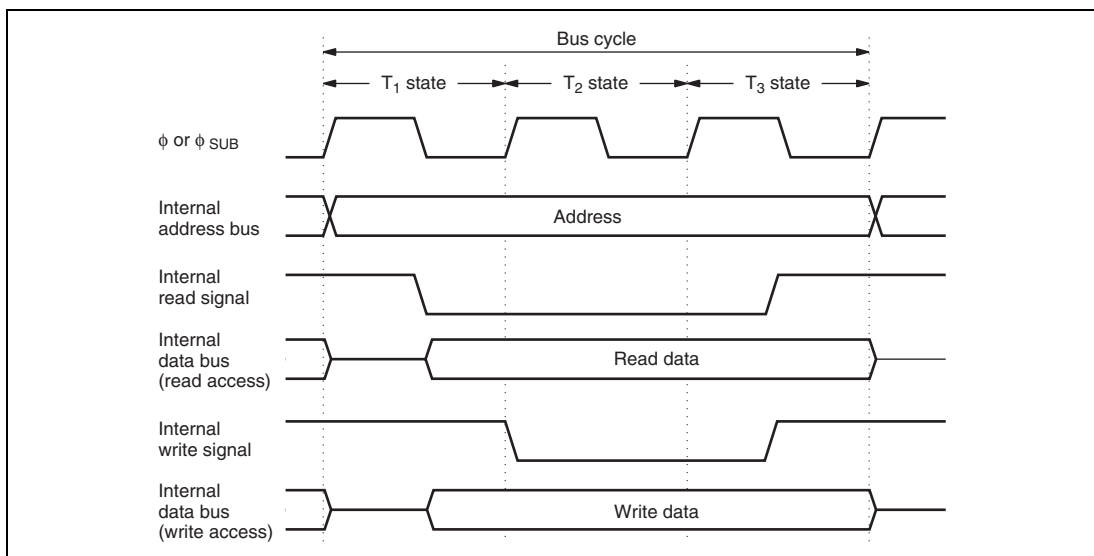 Bus cycle
T₁ state
T₂ state
T₃ state
ϕ or ϕ SUB
Internal
address bus
Address
Internal
read signal
Internal
data bus
(read access)
Read data
Internal
write signal
Internal
data bus
(write access)
Write data